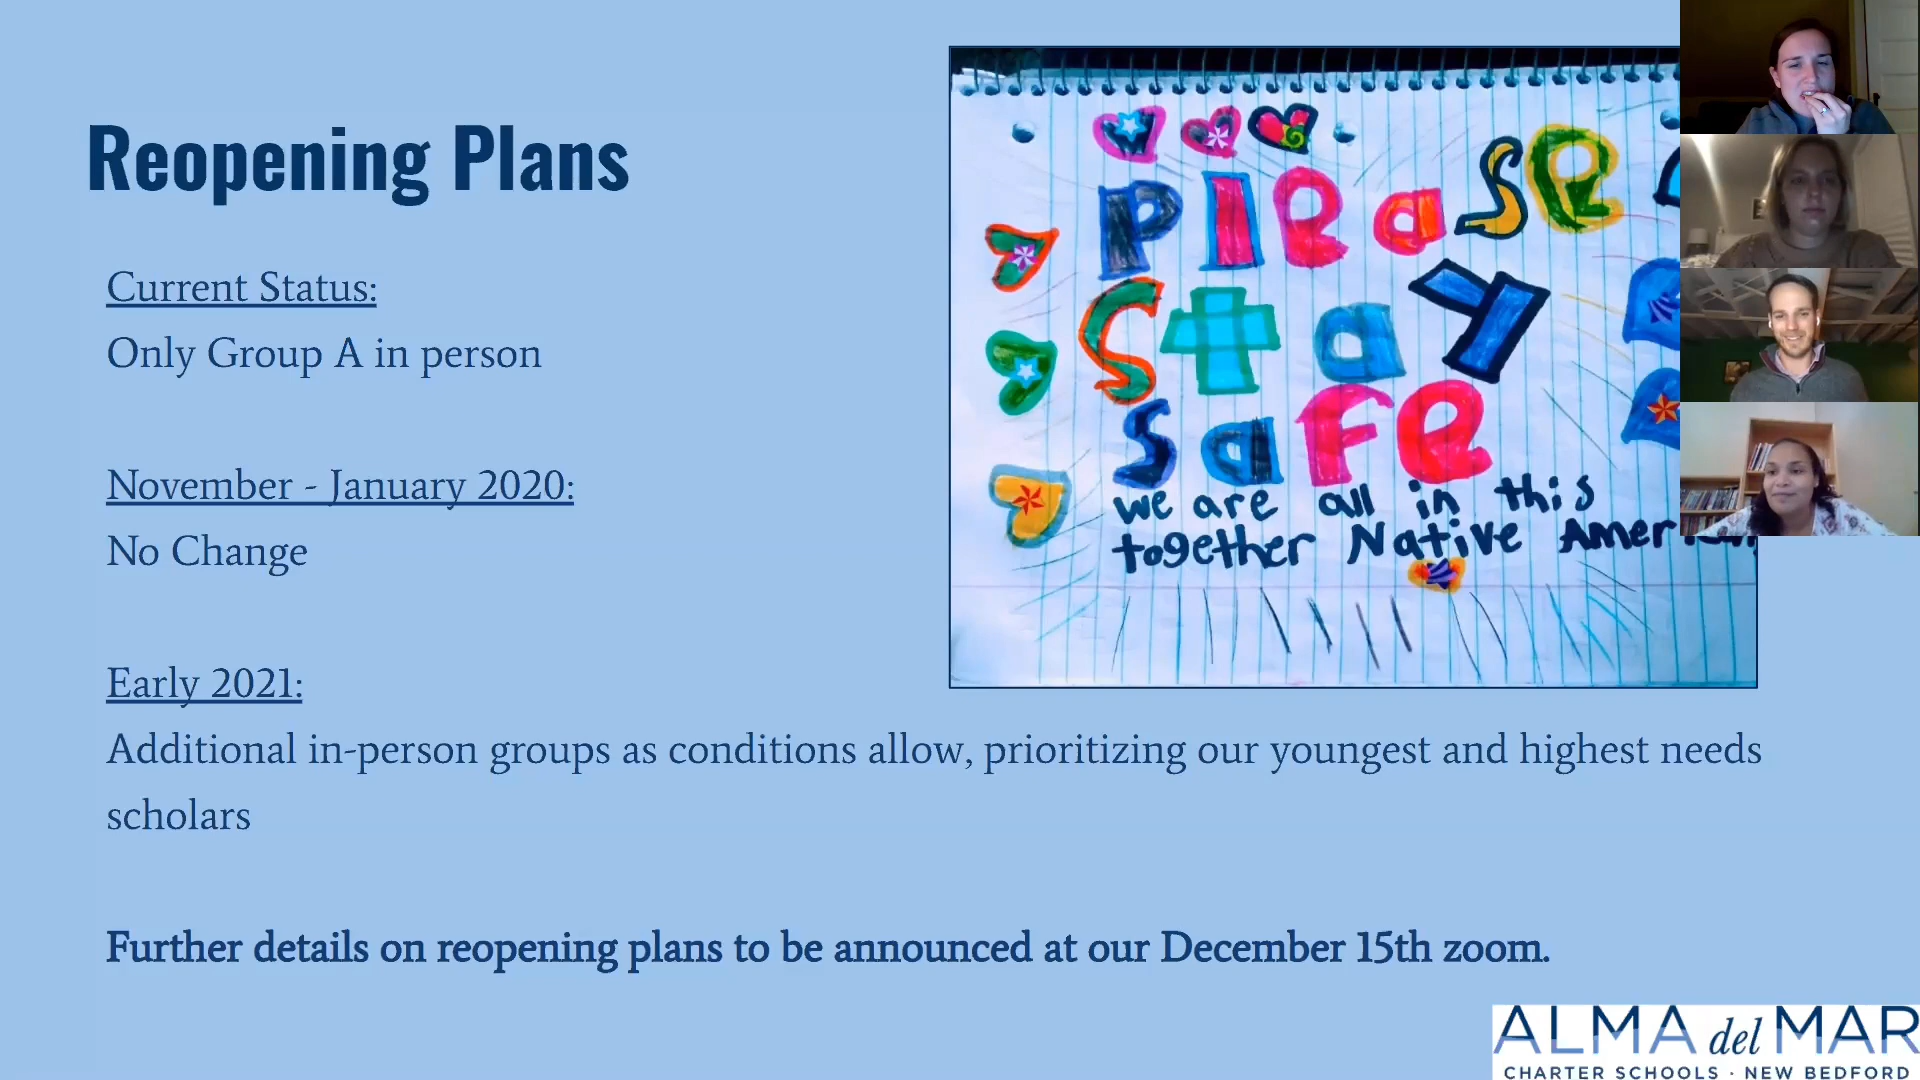 Reopening Plans
Current Status:
Only Group A in person
November - January 2020:
No Change
Early 2021:
Additional in-person groups as conditions allow, prioritizing our youngest and highest needs
scholars
Further details on reopening plans to be announced at our December 15th zoom.
Please
Stay
Safe
we are all in this
together Native
ALMA del MAR
CHARTER SCHOOLS · NEW BEDFORD